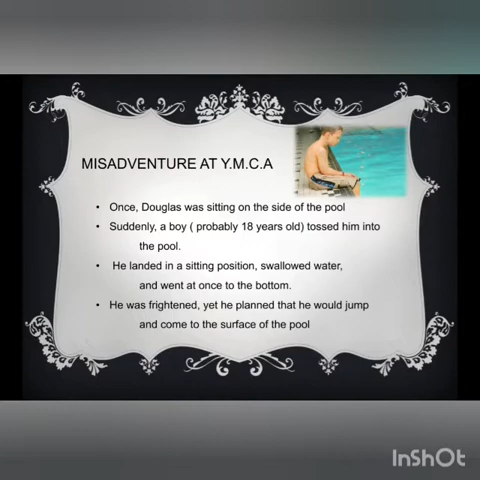 MISADVENTURE AT Y.M.C.A
• Once, Douglas was sitting on the side of the pool
• Suddenly, a boy ( probably 18 years old) tossed him into
the pool.
• He landed in a sitting position, swallowed water,
and went at once to the bottom.
• He was frightened, yet he planned that he would jump
and come to the surface of the pool
InShOt